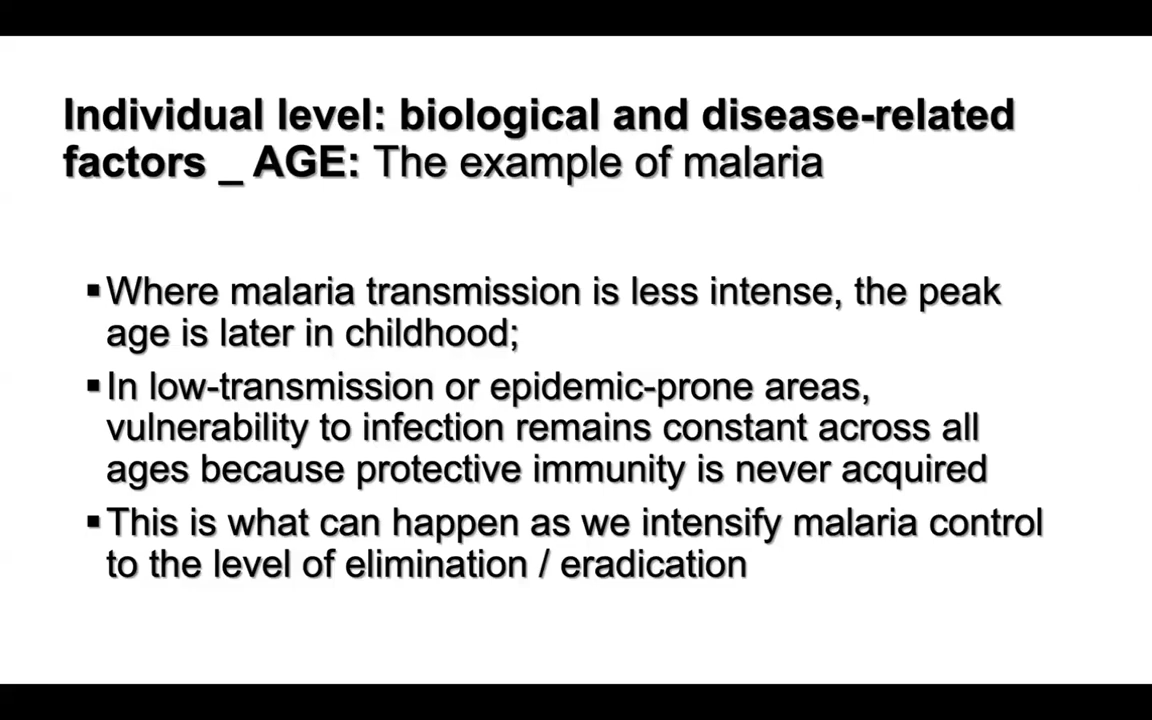 Individual level: biological and disease-related
factors _ AGE: The example of malaria
▪Where malaria transmission is less intense, the peak
age is later in childhood;
▪In low-transmission or epidemic-prone areas,
vulnerability to infection remains constant across all
ages because protective immunity is never acquired
▪This is what can happen as we intensify malaria control
to the level of elimination / eradication